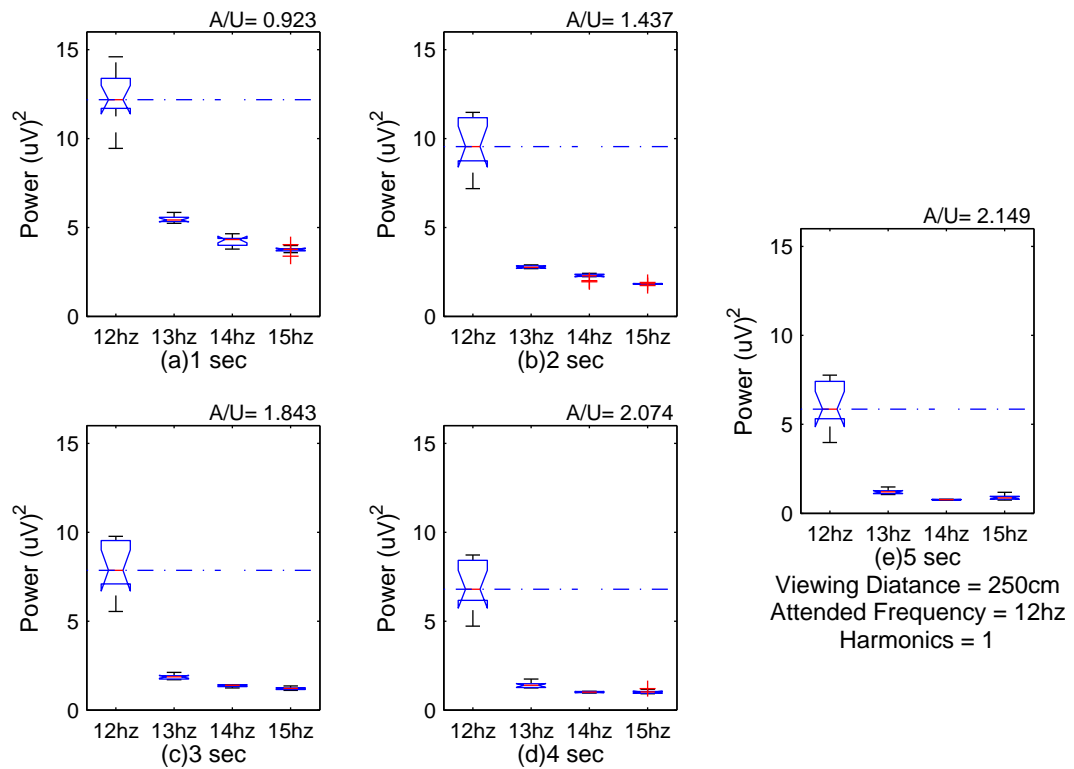 A/U= 0.923
15
10
5
0
Power (uV)2
12hz 13hz 14hz 15hz
(a)1 sec
A/U= 1.437
15
10
5
0
Power (uV)2
12hz 13hz 14hz 15hz
(b)2 sec
A/U= 1.843
15
10
5
0
Power (uV)2
12hz 13hz 14hz 15hz
(c)3 sec
A/U= 2.074
15
10
5
0
Power (uV)2
12hz 13hz 14hz 15hz
(d)4 sec
A/U= 2.149
15
10
5
0
Power (uV)2
12hz 13hz 14hz 15hz
(e)5 sec
Viewing Diatance = 250cm
Attended Frequency = 12hz
Harmonics = 1